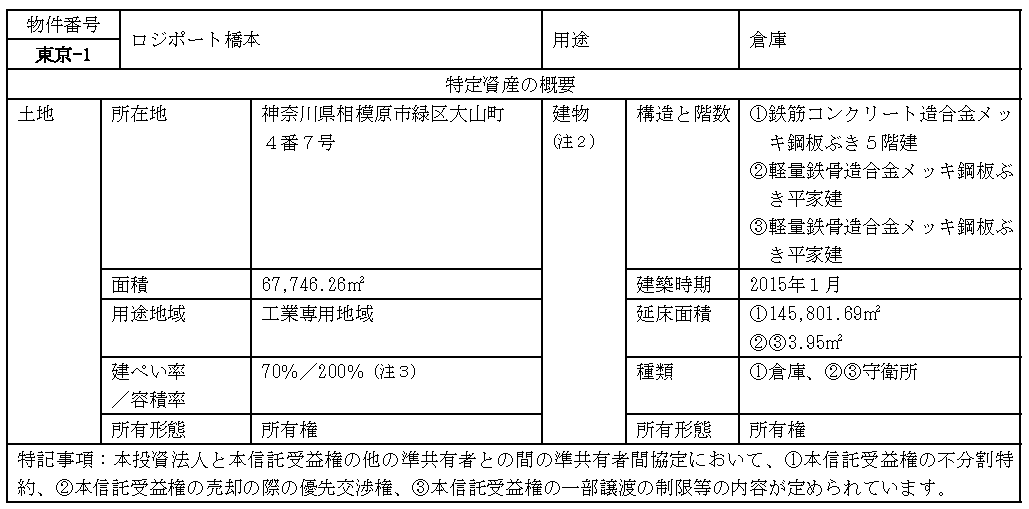 物件番号
東京-1
ロジポート橋本
用途
倉庫
特定資産の概要
土地
所在地
神奈川県相模原市緑区大山町
４番７号
面積
67,746.26㎡
用途地域
工業専用地域
建ぺい率
／容積率
70%／200%（注３）
所有形態
所有権
建物
(注２)
構造と階数
①鉄筋コンクリート造合金メッ
キ鋼板ぶき５階建
②軽量鉄骨造合金メッキ鋼板ぶ
き平家建
③軽量鉄骨造合金メッキ鋼板ぶ
き平家建
建築時期
2015年１月
延床面積
①145,801.69㎡
②③3.95㎡
種類
①倉庫、②③守衛所
所有形態
所有権
特記事項：本投資法人と本信託受益権の他の準共有者との間の準共有者間協定において、①本信託受益権の不分割特
約、②本信託受益権の売却の際の優先交渉権、③本信託受益権の一部譲渡の制限等の内容が定められています。